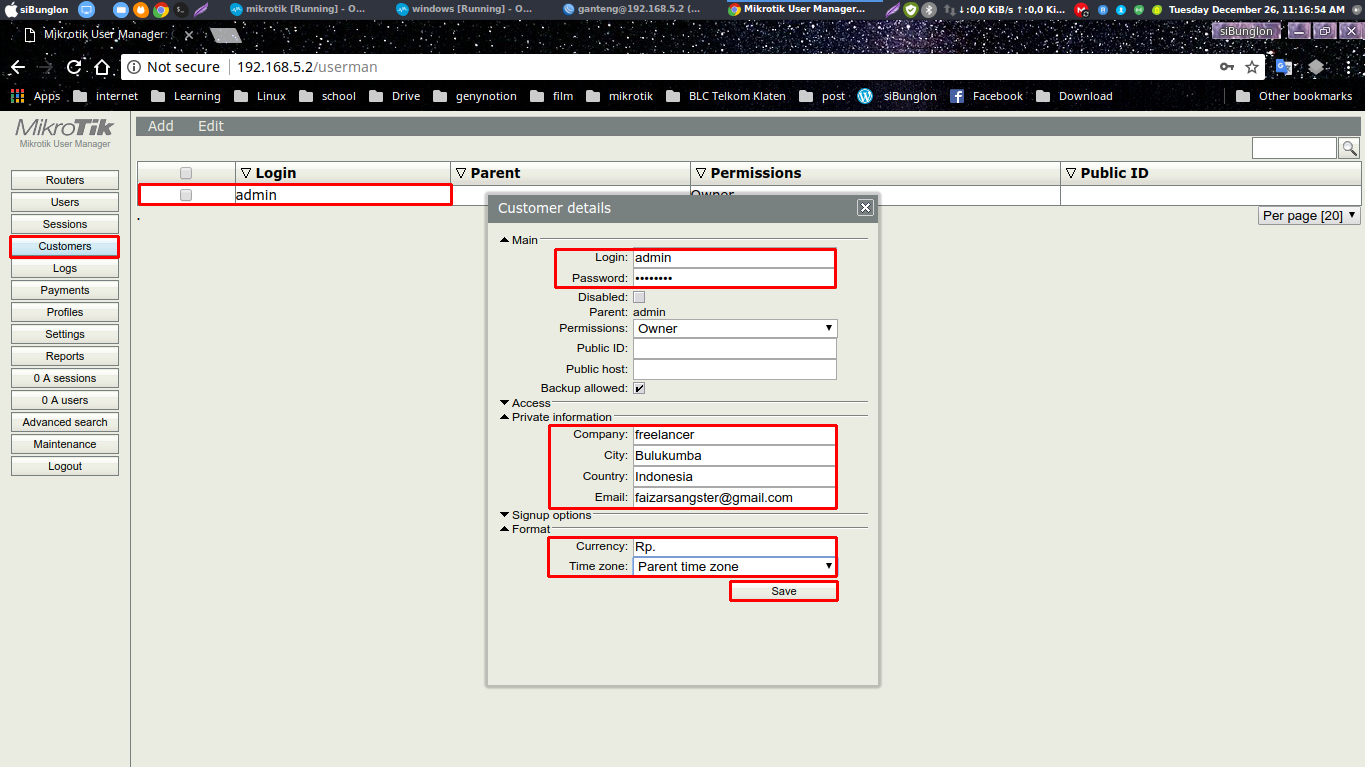 siBunglon
mikrotik [Running] - O...
windows [Running] - O...
ganteng@192.168.5.2 (...
Mikrotik User Manager...
↓:0,0 KiB/s ↑:0,0 Ki...
Tuesday December 26, 11:16:54 AM
Mikrotik User Manager:
siBunglon
Not secure
192.168.5.2/userman
Apps
internet
Learning
Linux
school
Drive
genynotion
film
mikrotik
BLC Telkom Klaten
post
siBunglon
Facebook
Download
Other bookmarks
MikroTik
Mikrotik User Manager
Routers
Users
Sessions
Customers
Logs
Payments
Profiles
Settings
Reports
0 A sessions
0 A users
Advanced search
Maintenance
Logout
Add Edit
Login Parent Permissions Public ID
admin Owner
.
Per page [20]
Customer details
Main
Login: admin
Password: ••••••••
Disabled:
Parent: admin
Permissions: Owner
Public ID:
Public host:
Backup allowed:
Access
Private information
Company: freelancer
City: Bulukumba
Country: Indonesia
Email: faizarsangster@gmail.com
Signup options
Format
Currency: Rp.
Time zone: Parent time zone
Save